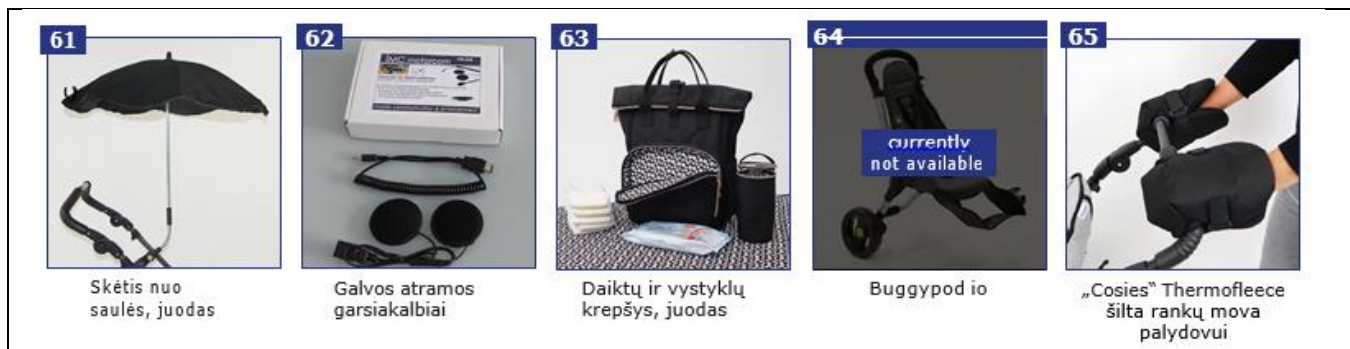 61
62
63
64
65
IMC
currently
not available
Skėtis nuo
saulės, juodas
Galvos atramos
garsiakalbiai
Daiktų ir vystyklų
krepšys, juodas
Buggypod io
„Cosies“ Thermofleece
šilta rankų mova
palydovui